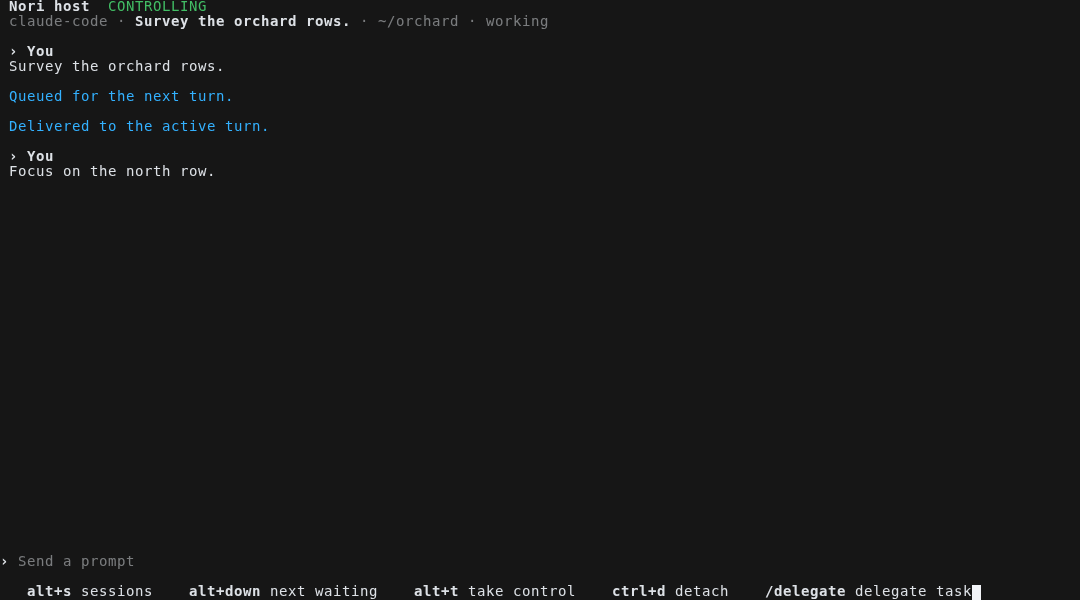 Nori host  CONTROLLING
claude-code · Survey the orchard rows. · ~/orchard · working
› You
Survey the orchard rows.
Queued for the next turn.
Delivered to the active turn.
› You
Focus on the north row.
› Send a prompt
alt+s sessions    alt+down next waiting    alt+t take control    ctrl+d detach    /delegate delegate task